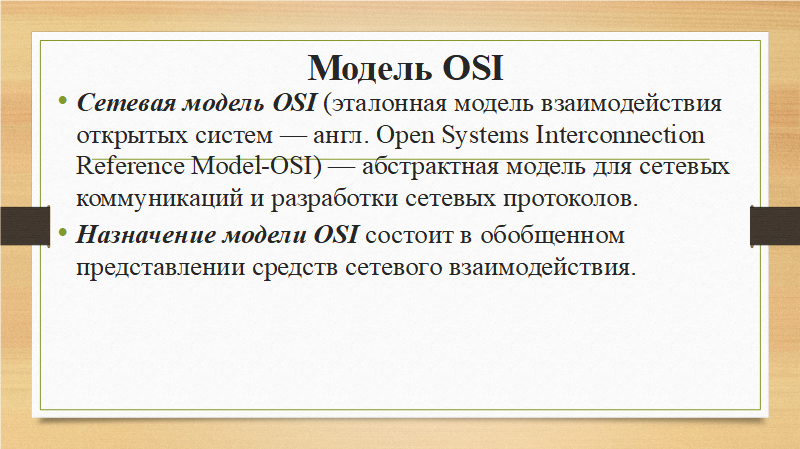 Модель OSI
• Сетевая модель OSI (эталонная модель взаимодействия
открытых систем — англ. Open Systems Interconnection
Reference Model-OSI) — абстрактная модель для сетевых
коммуникаций и разработки сетевых протоколов.
• Назначение модели OSI состоит в обобщенном
представлении средств сетевого взаимодействия.